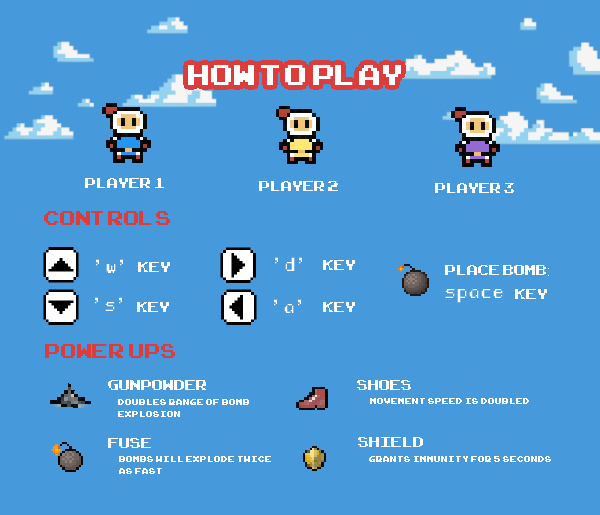 HOW TO PLAY
PLAYER 1
PLAYER 2
PLAYER 3
CONTROLS
'w' KEY
'd' KEY
's' KEY
'a' KEY
PLACE BOMB:
space KEY
POWER UPS
GUNPOWDER
DOUBLES RANGE OF BOMB
EXPLOSION
SHOES
MOVEMENT SPEED IS DOUBLED
FUSE
BOMBS WILL EXPLODE TWICE
AS FAST
SHIELD
GRANTS IMMUNITY FOR 5 SECONDS